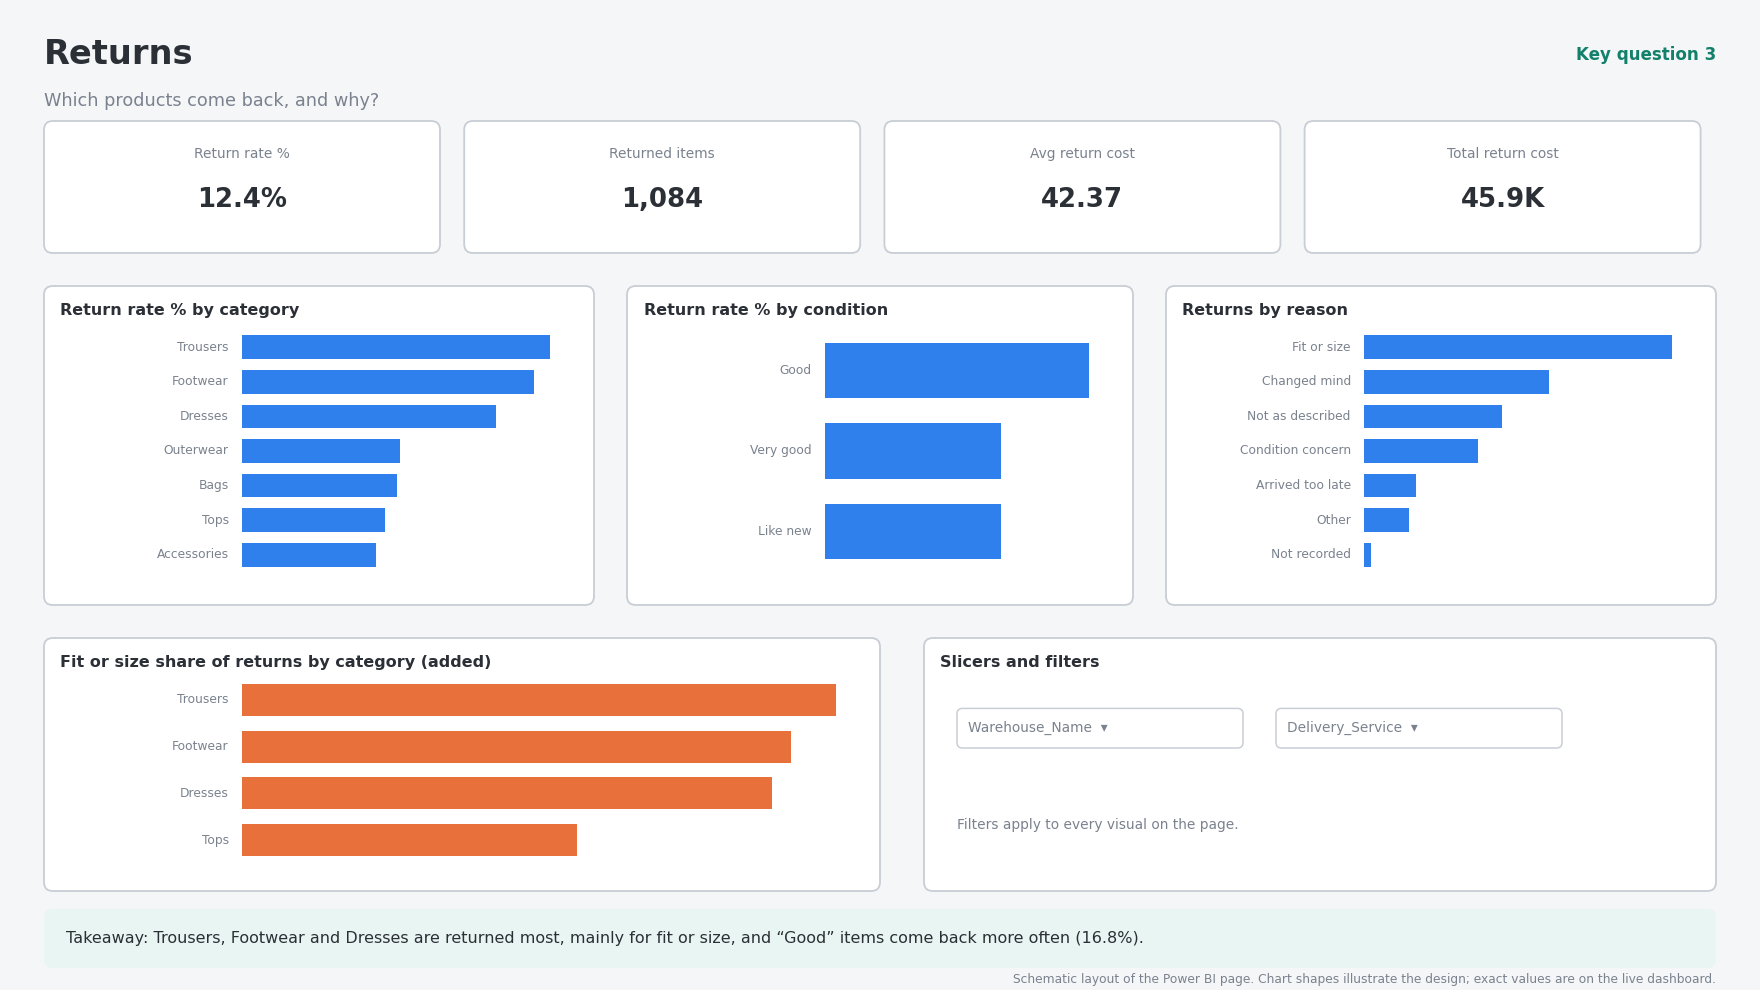 Returns
Key question 3
Which products come back, and why?
Return rate %
12.4%
Returned items
1,084
Avg return cost
42.37
Total return cost
45.9K
Return rate % by category
Trousers
Footwear
Dresses
Outerwear
Bags
Tops
Accessories
Return rate % by condition
Good
Very good
Like new
Returns by reason
Fit or size
Changed mind
Not as described
Condition concern
Arrived too late
Other
Not recorded
Fit or size share of returns by category (added)
Trousers
Footwear
Dresses
Tops
Slicers and filters
Warehouse_Name ▾
Delivery_Service ▾
Filters apply to every visual on the page.
Takeaway: Trousers, Footwear and Dresses are returned most, mainly for fit or size, and “Good” items come back more often (16.8%).
Schematic layout of the Power BI page. Chart shapes illustrate the design; exact values are on the live dashboard.